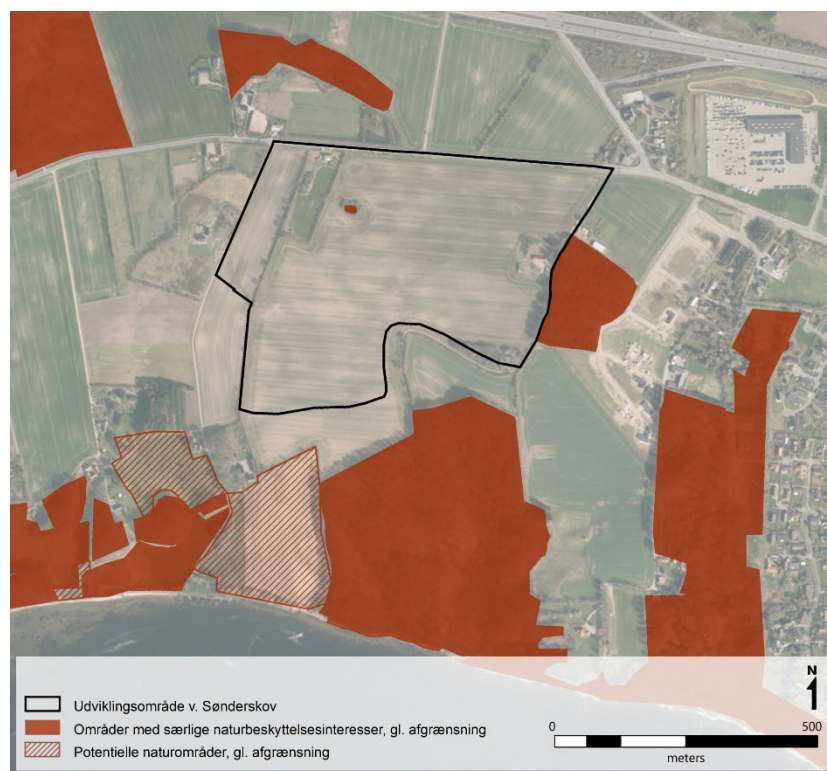 N
Udviklingsområde v. Sønderskov
Områder med særlige naturbeskyttelsesinteresser, gl. afgrænsning
Potentielle naturområder, gl. afgrænsning
0 500
meters